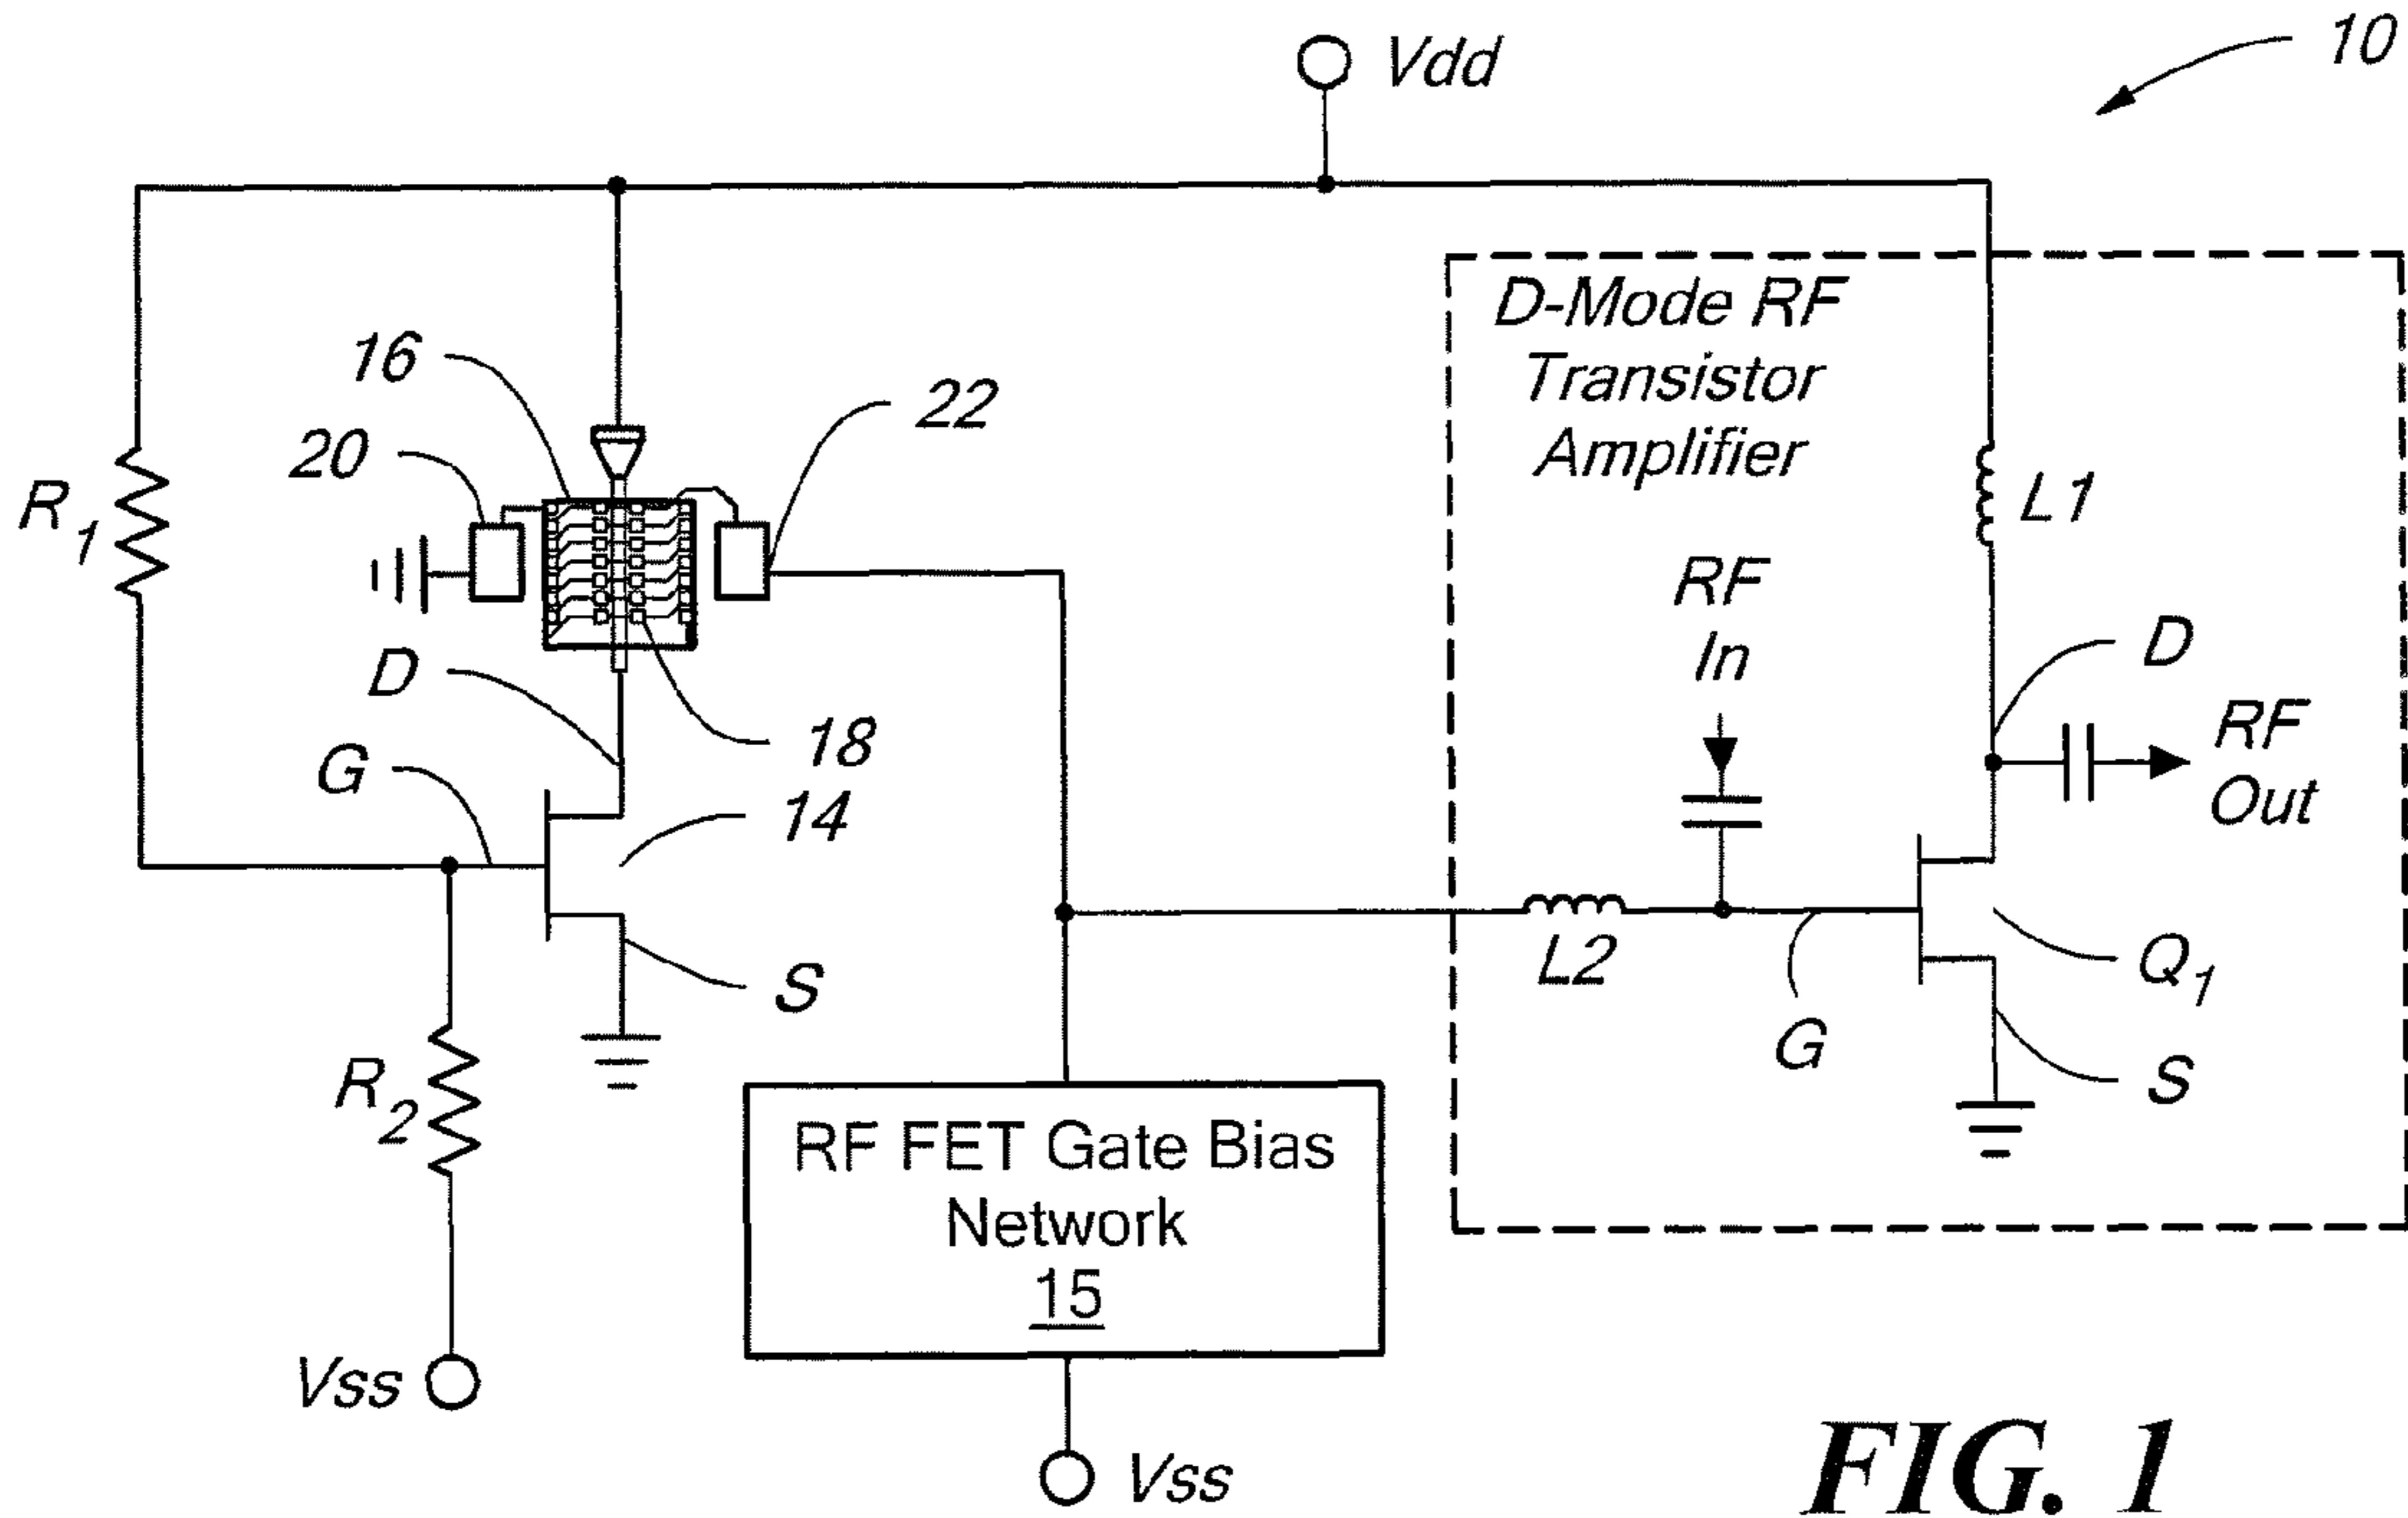 10
Vdd
D-Mode RF
Transistor
Amplifier
16
22
20
R1
L1
RF
In
D
D
18
RF
Out
G
14
L2
Q1
S
G
S
R2
RF FET Gate Bias
Network
15
Vss
Vss
FIG. 1